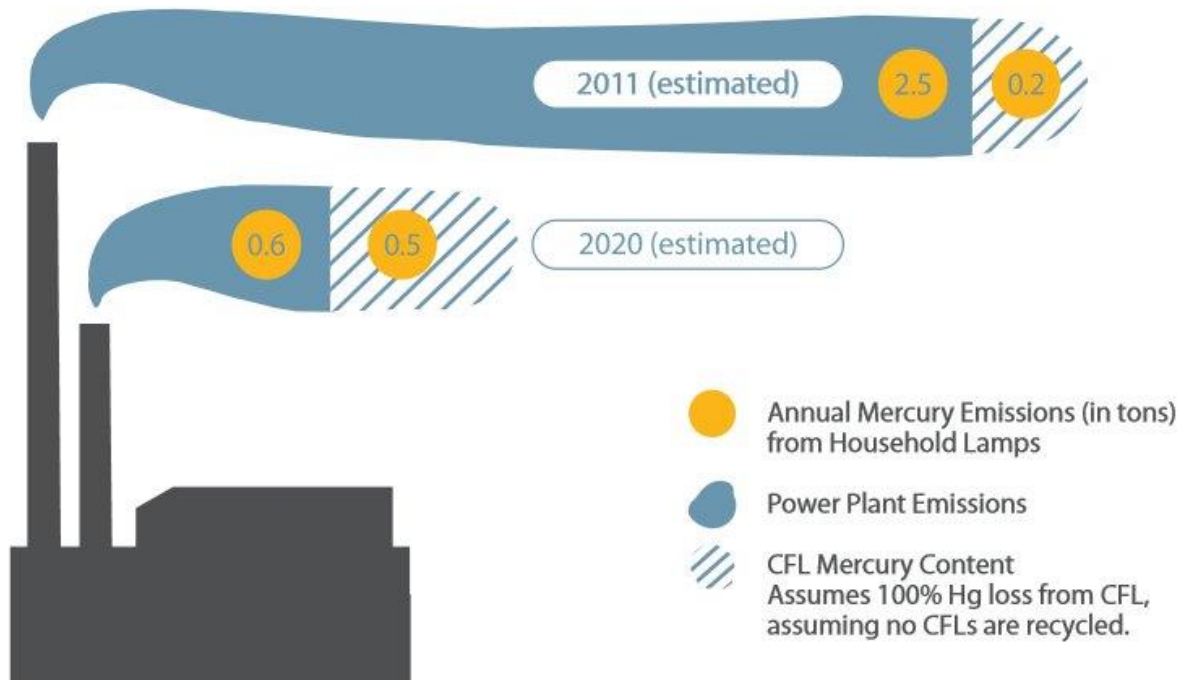 2011 (estimated)
2.5
0.2
0.6
0.5
2020 (estimated)
Annual Mercury Emissions (in tons)
from Household Lamps
Power Plant Emissions
CFL Mercury Content
Assumes 100% Hg loss from CFL,
assuming no CFLs are recycled.